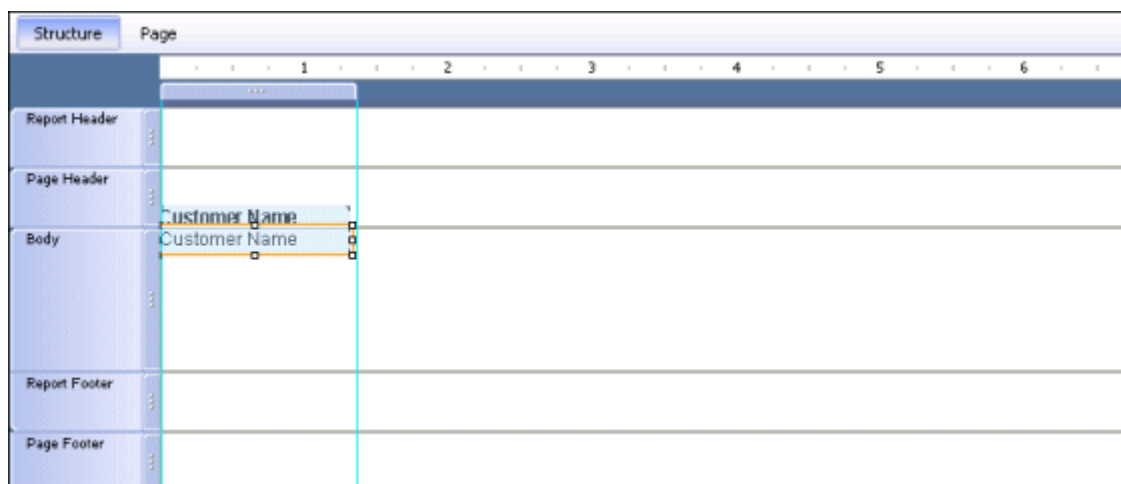 Structure Page
1 2 3 4 5 6
Report Header
Page Header
Customer Name
Body
Customer Name
Report Footer
Page Footer